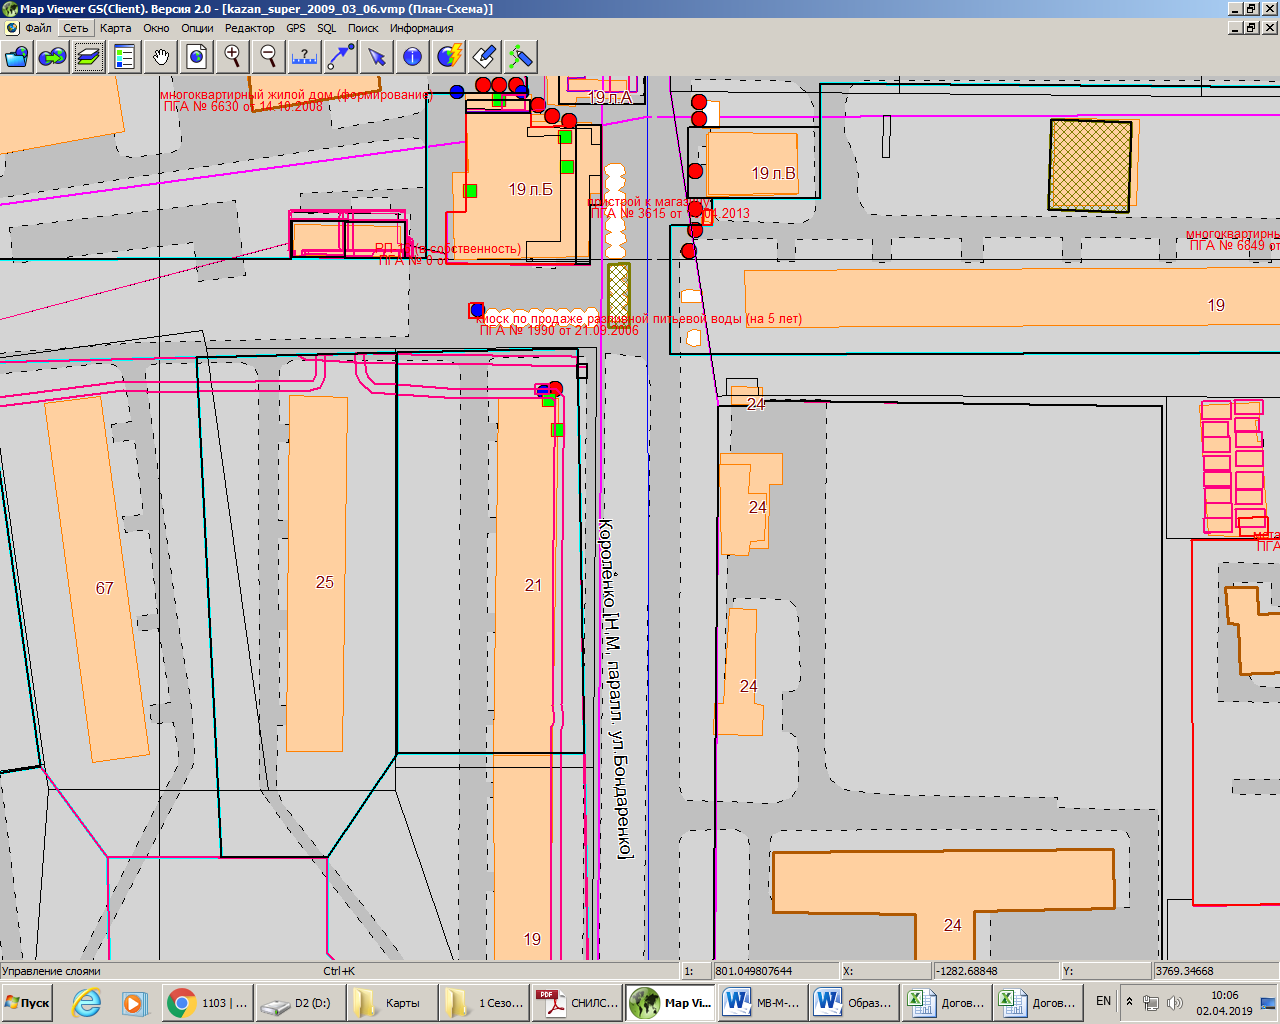 Map Viewer GS(Client). Версия 2.0 - [kazan_super_2009_03_06.vmp (План-Схема)]
Файл Сеть Карта Окно Опции Редактор GPS SQL Поиск Информация
многоквартирный жилой дом (формирование)
ПГА № 6630 от 14.10.2008
19 л.А
19 л.Б
19 л.В
пристрой к магазину
ПГА № 3615 от
.04.2013
(в собственность)
ПГА № 0 от
многоквартирны
ПГА № 6849 от
19
киоск по продаже разливной питьевой воды (на 5 лет)
ПГА № 1990 от 21.09.2006
24
24
мета
ПГА
67
25
21
Короленко [Н.М. паралл. ул.Бондаренко]
24
24
19
Управление слоями Ctrl+K 1: 801.049807644 X: -1282.68848 Y: 3769.34668
Пуск 1103 | ... D2 (D:) Карты 1 Сезо... СНИЛС... Map Vi... МВ-М-... Образ... Догов... Догов... EN 10:06
02.04.2019